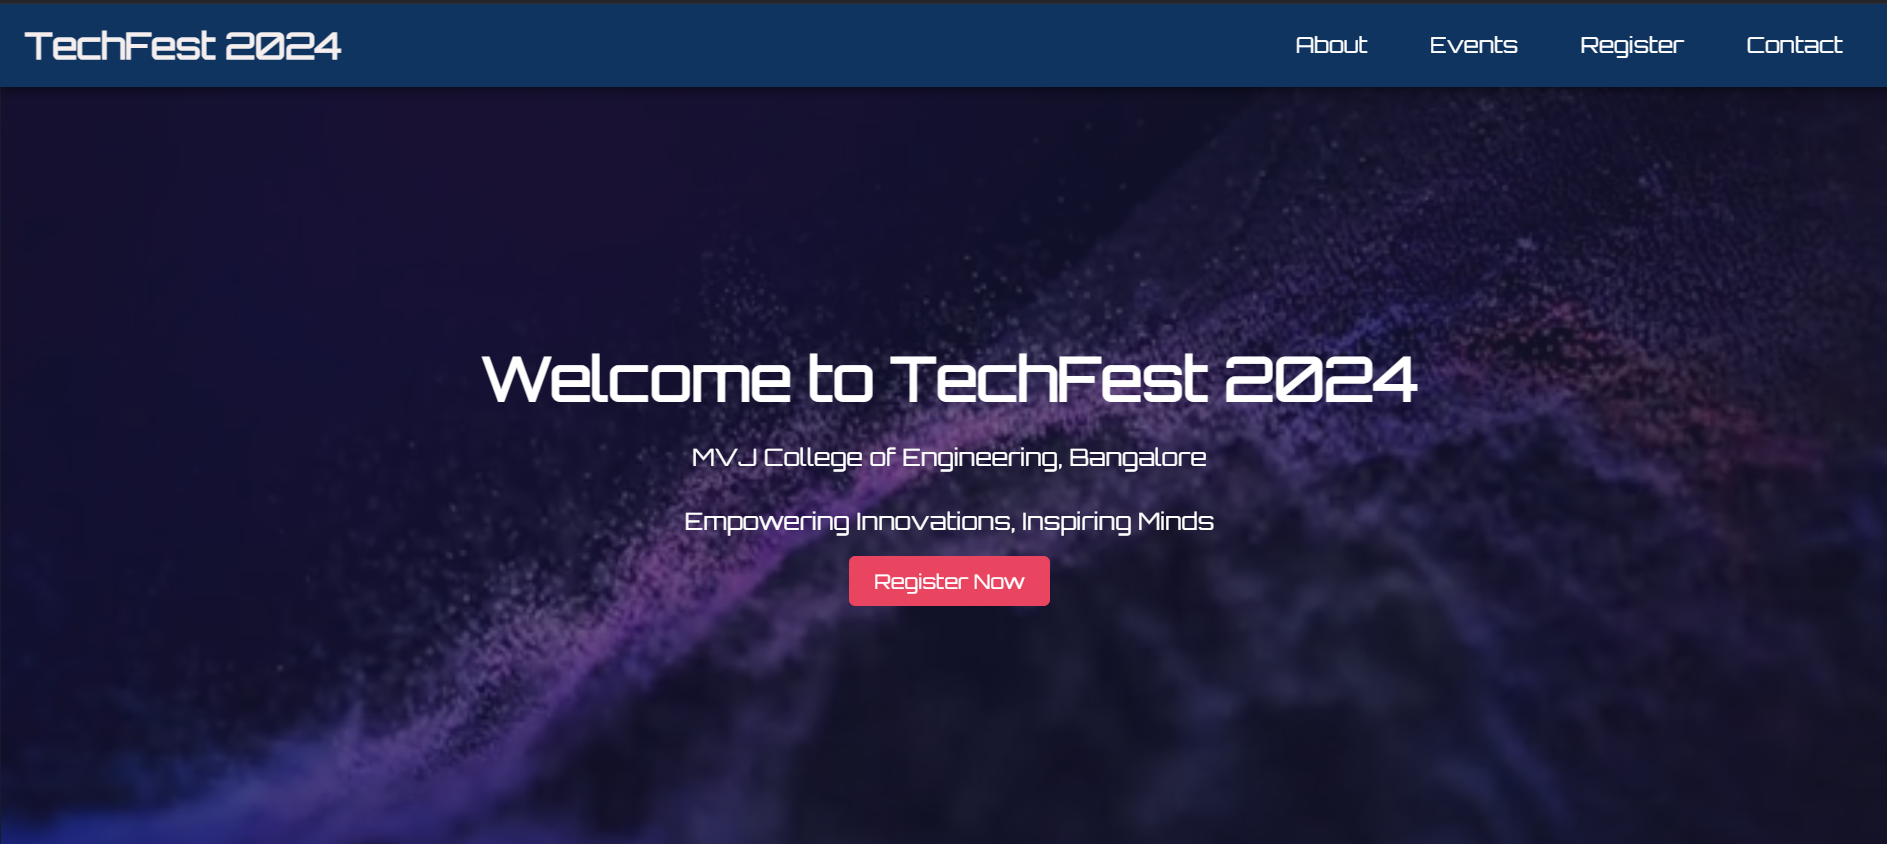 TechFest 2024
About Events Register Contact
Welcome to TechFest 2024
MVJ College of Engineering, Bangalore
Empowering Innovations, Inspiring Minds
Register Now